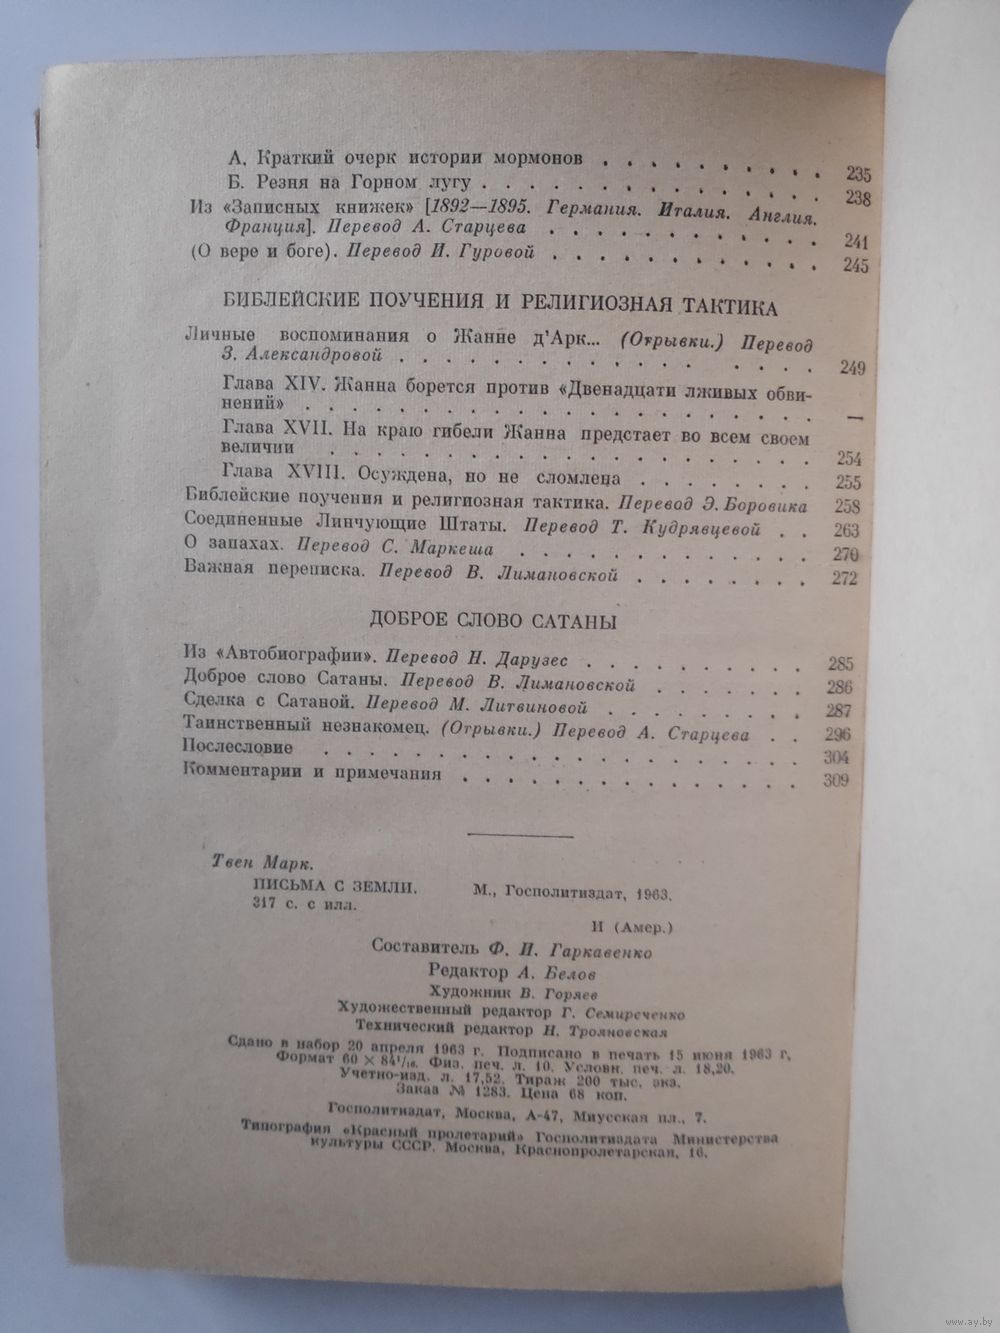 А. Краткий очерк истории мормонов . . . . . . . . . . 235
Б. Резня на Горном лугу . . . . . . . . . . . . . . . 238
Из «Записных книжек» [1892—1895. Германия. Италия. Англия.
Франция]. Перевод А. Старцева . . . . . . . . . . . . 241
(О вере и боге). Перевод И. Гуровой . . . . . . . . . . . . 245
БИБЛЕЙСКИЕ ПОУЧЕНИЯ И РЕЛИГИОЗНАЯ ТАКТИКА
Личные воспоминания о Жанне д'Арк... (Отрывки.) Перевод
З. Александровой . . . . . . . . . . . . . . . . 249
Глава XIV. Жанна борется против «Двенадцати лживых обви-
нений» . . . . . . . . . . . . . . . . . . —
Глава XVII. На краю гибели Жанна предстает во всем своем
величии . . . . . . . . . . . . . . . . . 254
Глава XVIII. Осуждена, но не сломлена . . . . . . . . 255
Библейские поучения и религиозная тактика. Перевод Э. Боровика 258
Соединенные Линчующие Штаты. Перевод Т. Кудрявцевой . . 263
О запахах. Перевод С. Маркеша . . . . . . . . . . . . 270
Важная переписка. Перевод В. Лимановской . . . . . . . 272
ДОБРОЕ СЛОВО САТАНЫ
Из «Автобиографии». Перевод Н. Дарузес . . . . . . . . . . 285
Доброе слово Сатаны. Перевод В. Лимановской . . . . . . 286
Сделка с Сатаной. Перевод М. Литвиновой . . . . . . . . 287
Таинственный незнакомец. (Отрывки.) Перевод А. Старцева . . 296
Послесловие . . . . . . . . . . . . . . . . . . 304
Комментарии и примечания . . . . . . . . . . . . . . 309
Твен Марк.
ПИСЬМА С ЗЕМЛИ. М., Госполитиздат, 1963.
317 с. с илл.
И (Амер.)
Составитель Ф. И. Гаркавенко
Редактор А. Белов
Художник В. Горяев
Художественный редактор Г. Семиреченко
Технический редактор Н. Трояновская
Сдано в набор 20 апреля 1963 г. Подписано в печать 15 июня 1963 г.
Формат 60 × 84¹/₁₆. Физ. печ. л. 10. Условн. печ. л. 18,20.
Учетно-изд. л. 17,52. Тираж 200 тыс. экз.
Заказ № 1283. Цена 68 коп.
Госполитиздат, Москва, А-47, Миусская пл., 7.
Типография «Красный пролетарий» Госполитиздата Министерства
культуры СССР. Москва, Краснопролетарская, 16.
www.ay.by